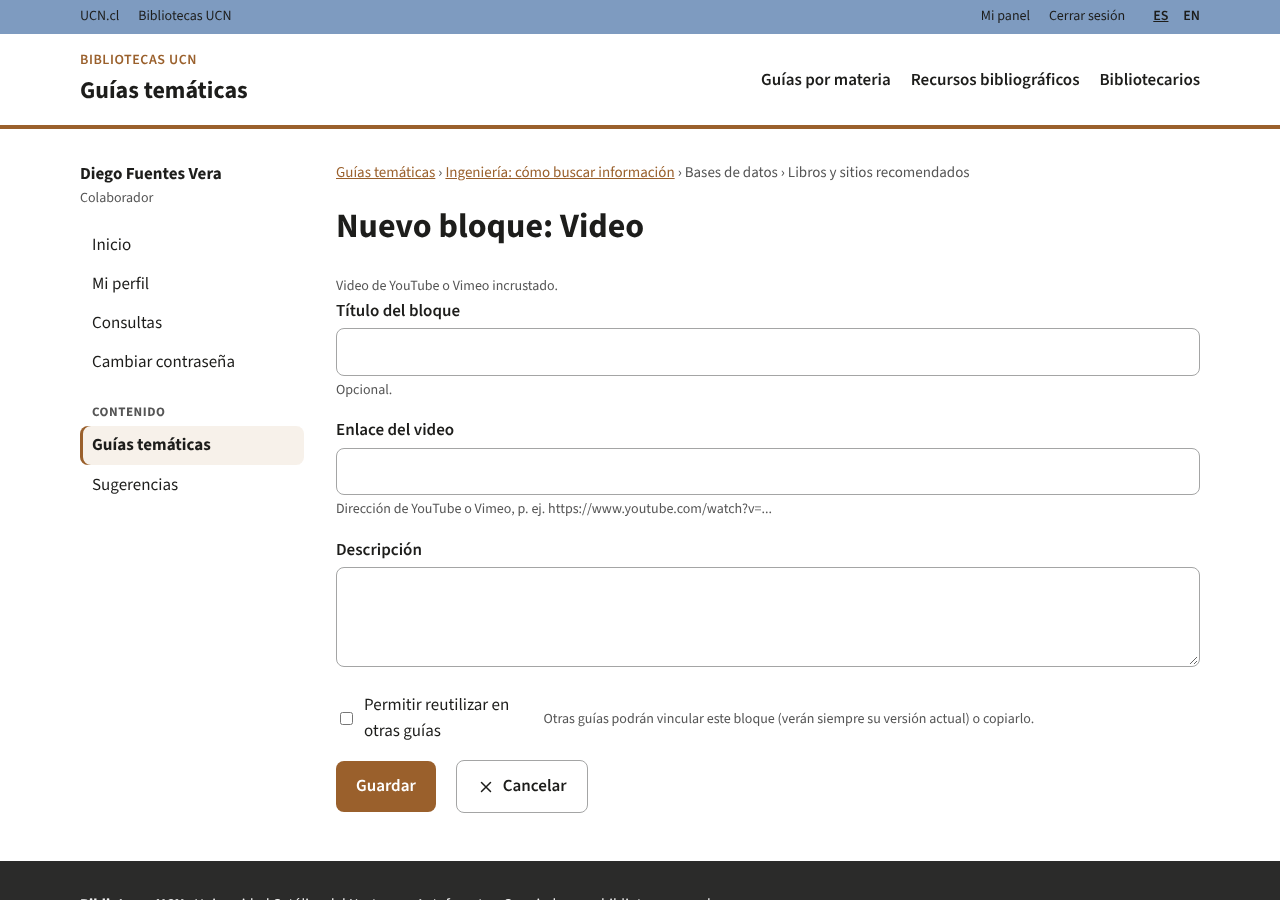 UCN.cl Bibliotecas UCN Mi panel Cerrar sesión ES EN
BIBLIOTECAS UCN
Guías temáticas
Guías por materia Recursos bibliográficos Bibliotecarios
Diego Fuentes Vera
Colaborador
Inicio
Mi perfil
Consultas
Cambiar contraseña
CONTENIDO
Guías temáticas
Sugerencias
Guías temáticas › Ingeniería: cómo buscar información › Bases de datos › Libros y sitios recomendados
Nuevo bloque: Video
Video de YouTube o Vimeo incrustado.
Título del bloque
Opcional.
Enlace del video
Dirección de YouTube o Vimeo, p. ej. https://www.youtube.com/watch?v=...
Descripción
Permitir reutilizar en
otras guías
Otras guías podrán vincular este bloque (verán siempre su versión actual) o copiarlo.
Guardar Cancelar